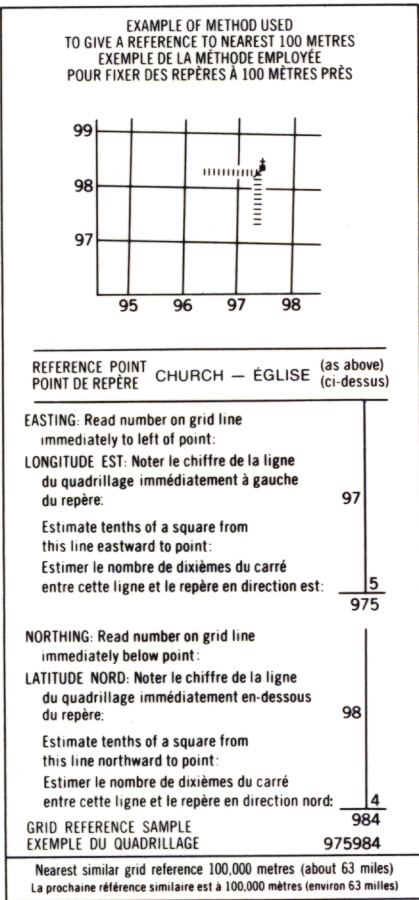 EXAMPLE OF METHOD USED
TO GIVE A REFERENCE TO NEAREST 100 METRES
EXEMPLE DE LA MÉTHODE EMPLOYÉE
POUR FIXER DES REPÈRES À 100 MÈTRES PRÈS
99
98
97
95 96 97 98
REFERENCE POINT
POINT DE REPÈRE CHURCH — ÉGLISE (as above)
(ci-dessus)
EASTING: Read number on grid line
immediately to left of point:
LONGITUDE EST: Noter le chiffre de la ligne
du quadrillage immédiatement à gauche
du repère: 97
Estimate tenths of a square from
this line eastward to point:
Estimer le nombre de dixièmes du carré
entre cette ligne et le repère en direction est: 5
975
NORTHING: Read number on grid line
immediately below point:
LATITUDE NORD: Noter le chiffre de la ligne
du quadrillage immédiatement en-dessous
du repère: 98
Estimate tenths of a square from
this line northward to point:
Estimer le nombre de dixièmes du carré
entre cette ligne et le repère en direction nord: 4
984
GRID REFERENCE SAMPLE
EXEMPLE DU QUADRILLAGE 975984
Nearest similar grid reference 100,000 metres (about 63 miles)
La prochaine référence similaire est à 100,000 mètres (environ 63 milles)